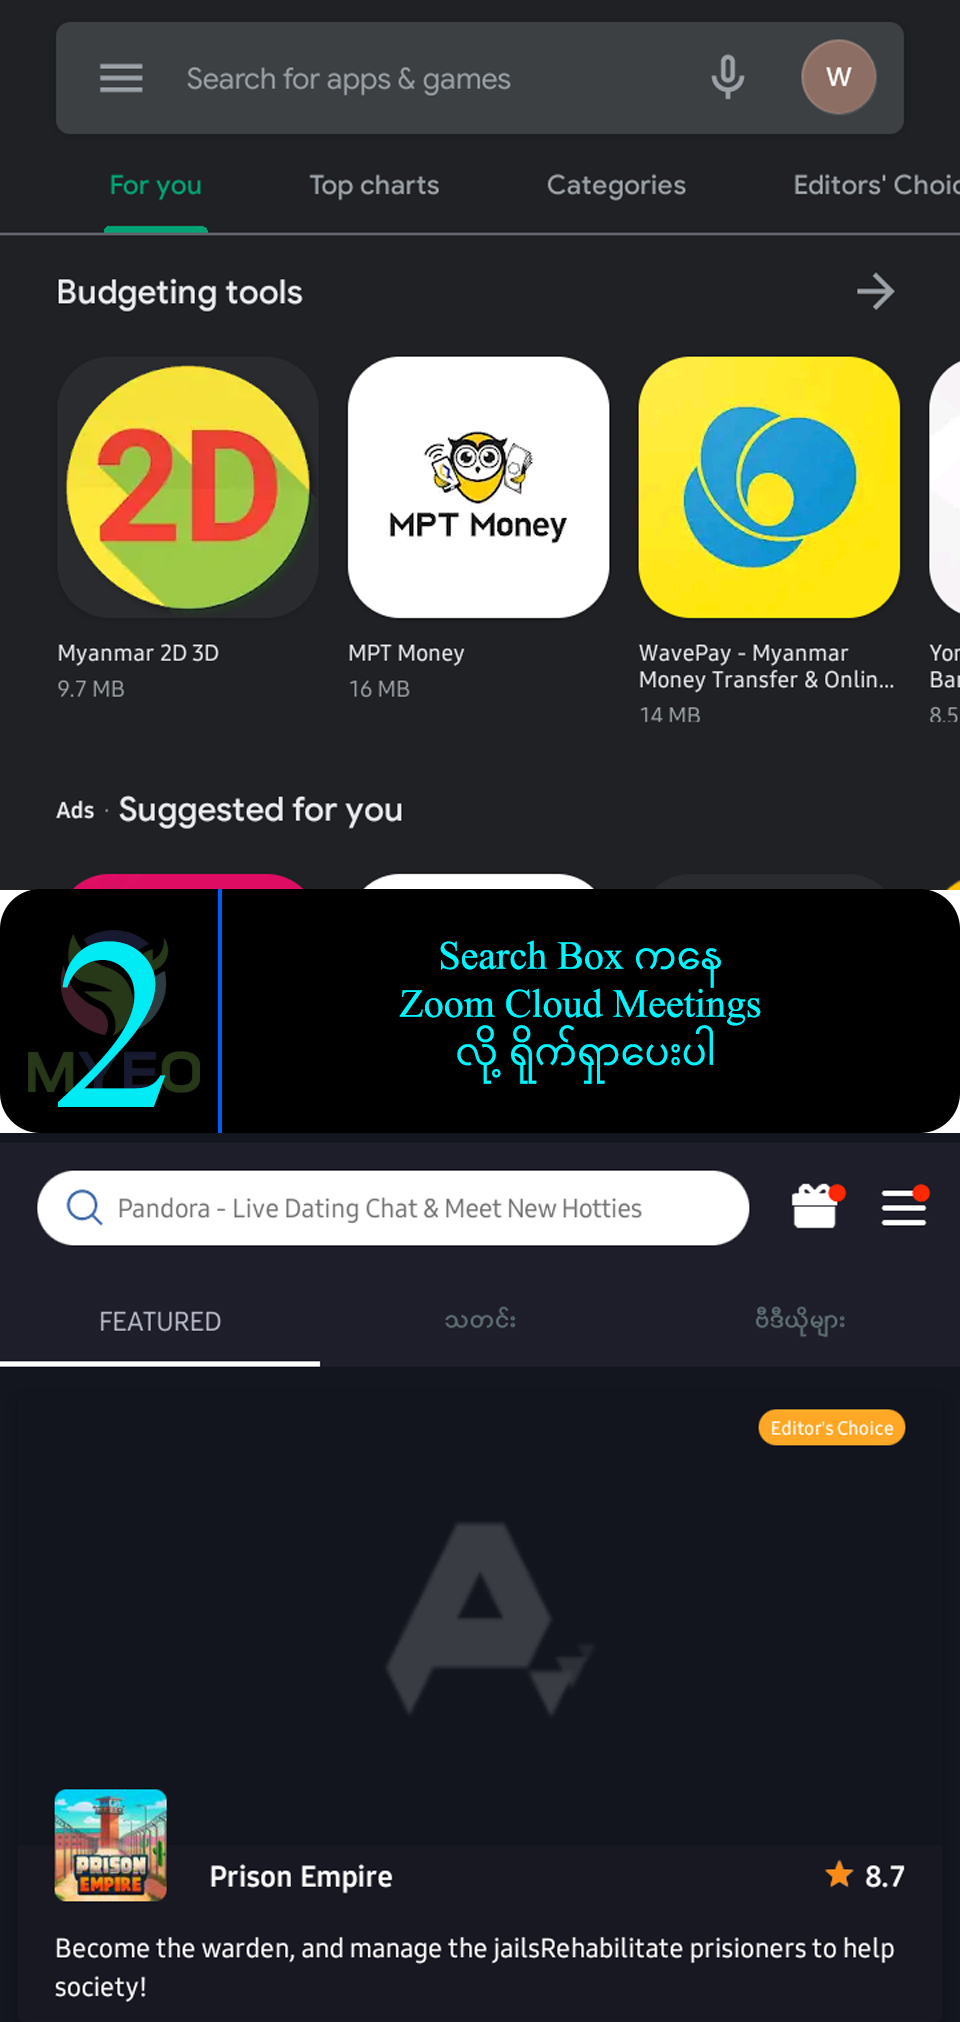 Search for apps & games
W
For you
Top charts
Categories
Editors' Choic
Budgeting tools
2D
MPT Money
Myanmar 2D 3D
9.7 MB
MPT Money
16 MB
WavePay - Myanmar
Money Transfer & Onlin...
14 MB
Yor
Bar
8.5
Ads · Suggested for you
2
MYEO
Search Box ကနေ
Zoom Cloud Meetings
လို့ ရိုက်ရှာပေးပါ
Pandora - Live Dating Chat & Meet New Hotties
FEATURED
သတင်း
ဗီဒီယိုများ
Editor's Choice
PRISON
EMPIRE
Prison Empire
8.7
Become the warden, and manage the jailsRehabilitate prisioners to help
society!